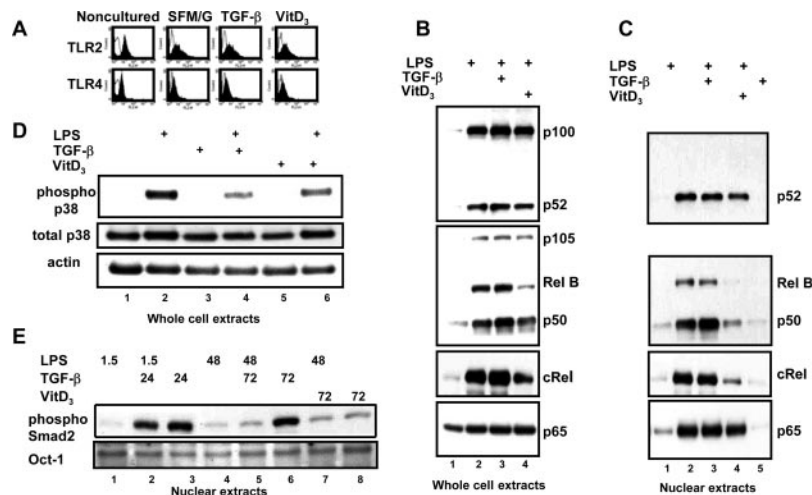 A
Noncultured SFM/G TGF-β VitD₃
TLR2
TLR4
D
LPS + + +
TGF-β + +
VitD₃ + +
phospho
p38
total p38
actin
1 2 3 4 5 6
Whole cell extracts
E
LPS 1.5 1.5 48 48 48
TGF-β 24 24 72 72
VitD₃ 72 72
phospho
Smad2
Oct-1
1 2 3 4 5 6 7 8
Nuclear extracts
B
LPS + + +
TGF-β +
VitD₃ +
p100
p52
p105
Rel B
p50
cRel
p65
1 2 3 4
Whole cell extracts
C
LPS + + +
TGF-β + +
VitD₃ +
p52
Rel B
p50
cRel
p65
1 2 3 4 5
Nuclear extracts